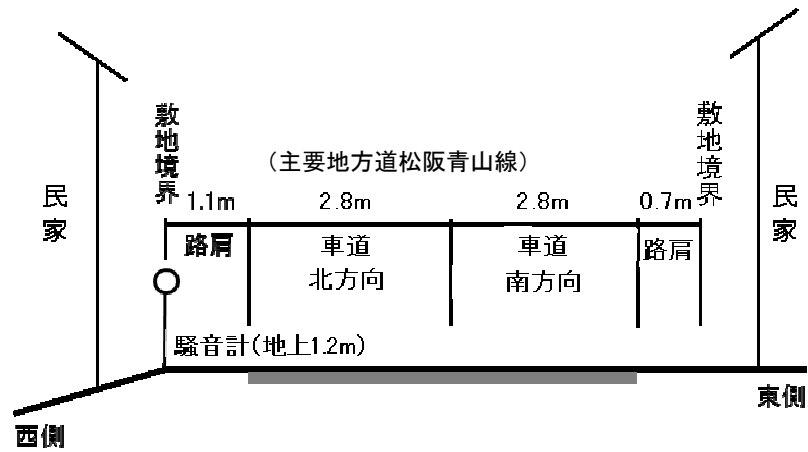 (主要地方道松阪青山線)
敷地境界
敷地境界
民家
民家
1.1m
2.8m
2.8m
0.7m
路肩
車道
北方向
車道
南方向
路肩
騒音計(地上1.2m)
西側
東側